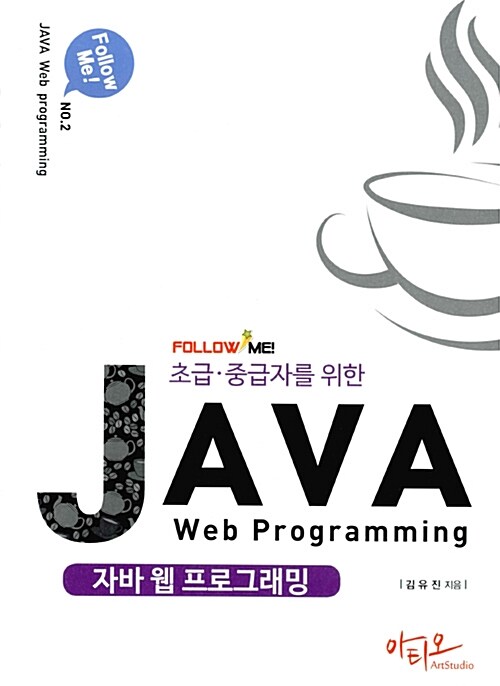 Follow
Me!
NO.2
JAVA Web programming
FOLLOW ME!
초급·중급자를 위한
JAVA
Web Programming
자바 웹 프로그래밍
| 김유진 지음 |
아티오
ArtStudio